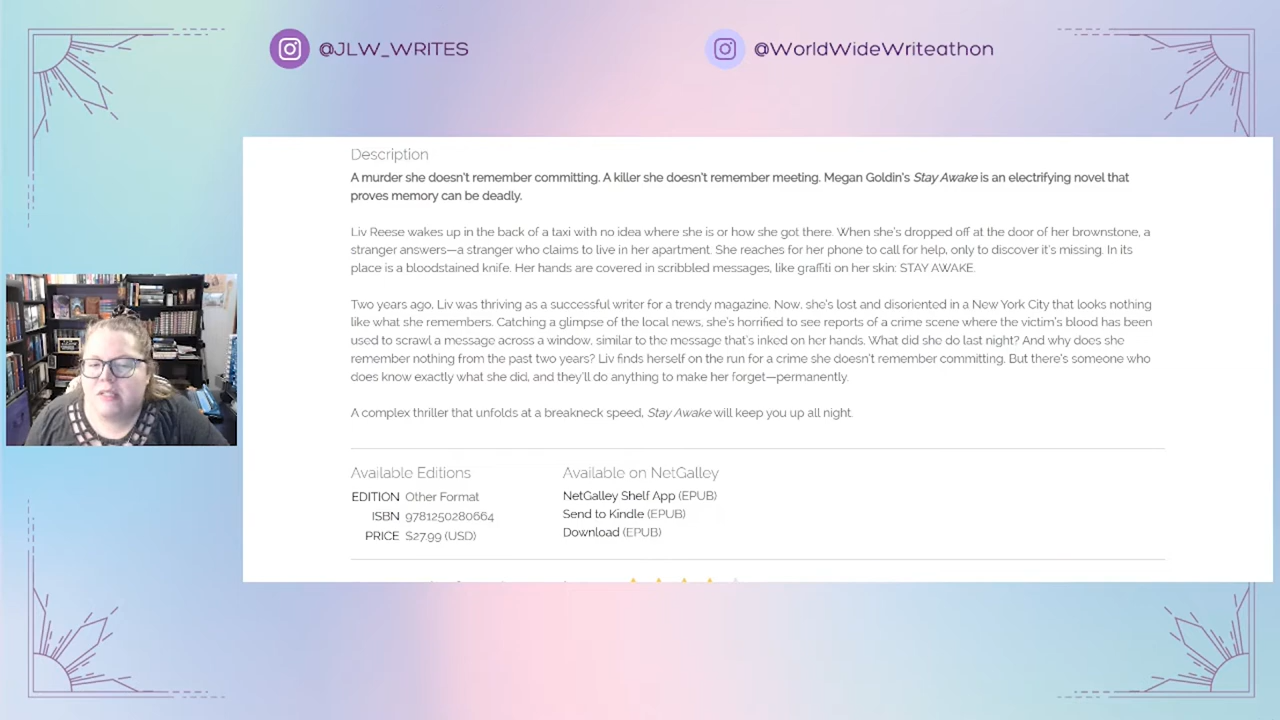 @JLW_WRITES
@WorldWideWriteathon
Description
A murder she doesn't remember committing. A killer she doesn't remember meeting. Megan Goldin's Stay Awake is an electrifying novel that
proves memory can be deadly.
Liv Reese wakes up in the back of a taxi with no idea where she is or how she got there. When she's dropped off at the door of her brownstone, a
stranger answers—a stranger who claims to live in her apartment. She reaches for her phone to call for help, only to discover it's missing. In its
place is a bloodstained knife. Her hands are covered in scribbled messages, like graffiti on her skin: STAY AWAKE.
Two years ago, Liv was thriving as a successful writer for a trendy magazine. Now, she's lost and disoriented in a New York City that looks nothing
like what she remembers. Catching a glimpse of the local news, she's horrified to see reports of a crime scene where the victim's blood has been
used to scrawl a message across a window, similar to the message that's inked on her hands. What did she do last night? And why does she
remember nothing from the past two years? Liv finds herself on the run for a crime she doesn't remember committing. But there's someone who
does know exactly what she did, and they'll do anything to make her forget—permanently.
A complex thriller that unfolds at a breakneck speed, Stay Awake will keep you up all night.
Available Editions
EDITION Other Format
ISBN 9781250280664
PRICE $27.99 (USD)
Available on NetGalley
NetGalley Shelf App (EPUB)
Send to Kindle (EPUB)
Download (EPUB)